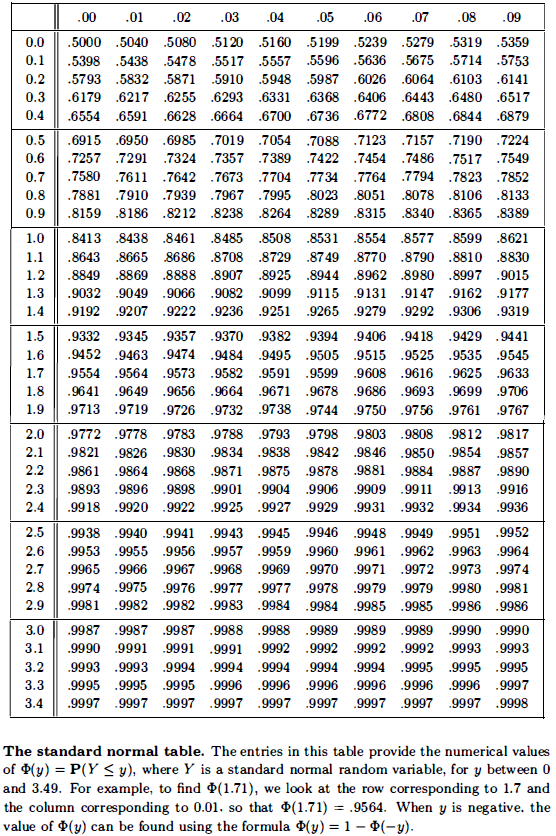 .00 .01 .02 .03 .04 .05 .06 .07 .08 .09
0.0 .5000 .5040 .5080 .5120 .5160 .5199 .5239 .5279 .5319 .5359
0.1 .5398 .5438 .5478 .5517 .5557 .5596 .5636 .5675 .5714 .5753
0.2 .5793 .5832 .5871 .5910 .5948 .5987 .6026 .6064 .6103 .6141
0.3 .6179 .6217 .6255 .6293 .6331 .6368 .6406 .6443 .6480 .6517
0.4 .6554 .6591 .6628 .6664 .6700 .6736 .6772 .6808 .6844 .6879
0.5 .6915 .6950 .6985 .7019 .7054 .7088 .7123 .7157 .7190 .7224
0.6 .7257 .7291 .7324 .7357 .7389 .7422 .7454 .7486 .7517 .7549
0.7 .7580 .7611 .7642 .7673 .7704 .7734 .7764 .7794 .7823 .7852
0.8 .7881 .7910 .7939 .7967 .7995 .8023 .8051 .8078 .8106 .8133
0.9 .8159 .8186 .8212 .8238 .8264 .8289 .8315 .8340 .8365 .8389
1.0 .8413 .8438 .8461 .8485 .8508 .8531 .8554 .8577 .8599 .8621
1.1 .8643 .8665 .8686 .8708 .8729 .8749 .8770 .8790 .8810 .8830
1.2 .8849 .8869 .8888 .8907 .8925 .8944 .8962 .8980 .8997 .9015
1.3 .9032 .9049 .9066 .9082 .9099 .9115 .9131 .9147 .9162 .9177
1.4 .9192 .9207 .9222 .9236 .9251 .9265 .9279 .9292 .9306 .9319
1.5 .9332 .9345 .9357 .9370 .9382 .9394 .9406 .9418 .9429 .9441
1.6 .9452 .9463 .9474 .9484 .9495 .9505 .9515 .9525 .9535 .9545
1.7 .9554 .9564 .9573 .9582 .9591 .9599 .9608 .9616 .9625 .9633
1.8 .9641 .9649 .9656 .9664 .9671 .9678 .9686 .9693 .9699 .9706
1.9 .9713 .9719 .9726 .9732 .9738 .9744 .9750 .9756 .9761 .9767
2.0 .9772 .9778 .9783 .9788 .9793 .9798 .9803 .9808 .9812 .9817
2.1 .9821 .9826 .9830 .9834 .9838 .9842 .9846 .9850 .9854 .9857
2.2 .9861 .9864 .9868 .9871 .9875 .9878 .9881 .9884 .9887 .9890
2.3 .9893 .9896 .9898 .9901 .9904 .9906 .9909 .9911 .9913 .9916
2.4 .9918 .9920 .9922 .9925 .9927 .9929 .9931 .9932 .9934 .9936
2.5 .9938 .9940 .9941 .9943 .9945 .9946 .9948 .9949 .9951 .9952
2.6 .9953 .9955 .9956 .9957 .9959 .9960 .9961 .9962 .9963 .9964
2.7 .9965 .9966 .9967 .9968 .9969 .9970 .9971 .9972 .9973 .9974
2.8 .9974 .9975 .9976 .9977 .9977 .9978 .9979 .9979 .9980 .9981
2.9 .9981 .9982 .9982 .9983 .9984 .9984 .9985 .9985 .9986 .9986
3.0 .9987 .9987 .9987 .9988 .9988 .9989 .9989 .9989 .9990 .9990
3.1 .9990 .9991 .9991 .9991 .9992 .9992 .9992 .9992 .9993 .9993
3.2 .9993 .9993 .9994 .9994 .9994 .9994 .9994 .9995 .9995 .9995
3.3 .9995 .9995 .9995 .9996 .9996 .9996 .9996 .9996 .9996 .9997
3.4 .9997 .9997 .9997 .9997 .9997 .9997 .9997 .9997 .9997 .9998
The standard normal table. The entries in this table provide the numerical values
of Φ(y) = P(Y ≤ y), where Y is a standard normal random variable, for y between 0
and 3.49. For example, to find Φ(1.71), we look at the row corresponding to 1.7 and
the column corresponding to 0.01, so that Φ(1.71) = .9564. When y is negative, the
value of Φ(y) can be found using the formula Φ(y) = 1 − Φ(−y).